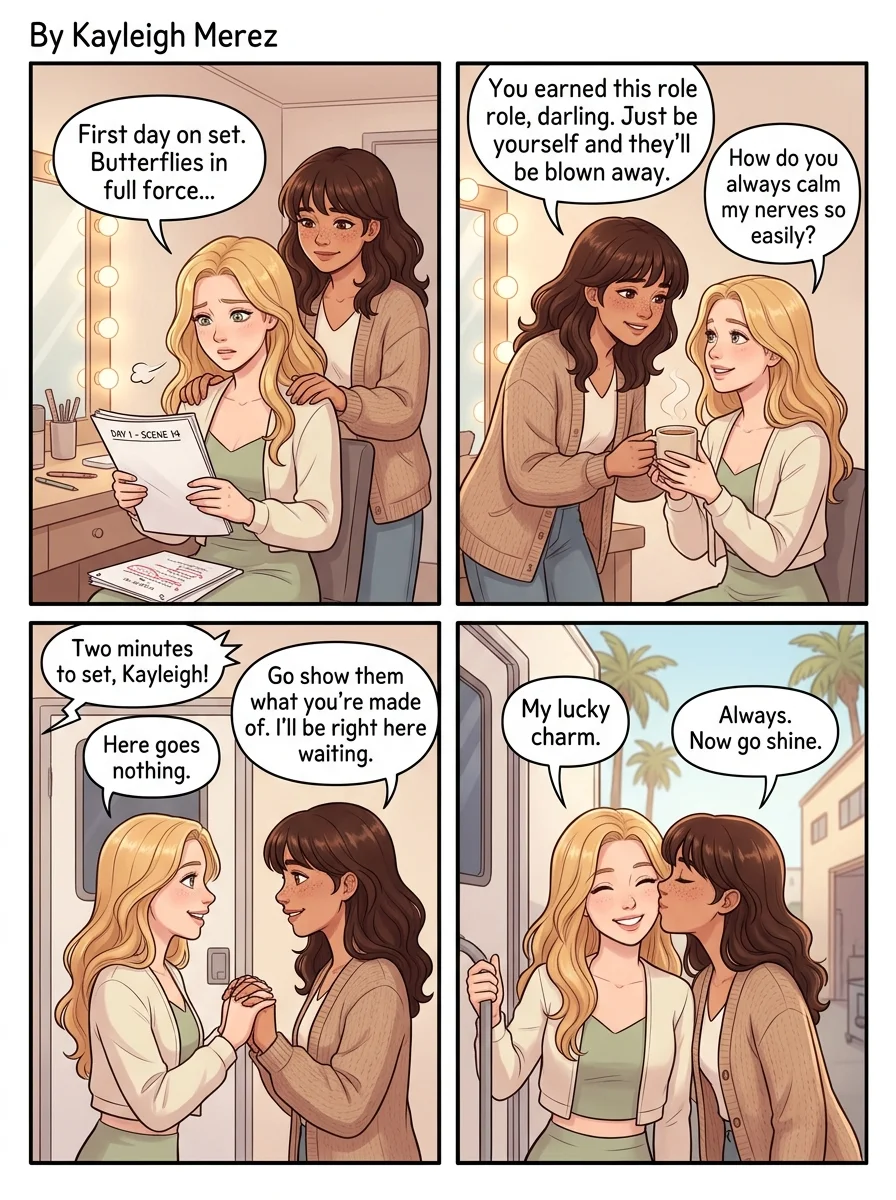 By Kayleigh Merez
First day on set.
Butterflies in
full force...
DAY 1 - SCENE 14
You earned this role
role, darling. Just be
yourself and they'll
be blown away.
How do you
always calm
my nerves so
easily?
Two minutes
to set, Kayleigh!
Here goes
nothing.
Go show them
what you're made
of. I'll be right here
waiting.
My lucky
charm.
Always.
Now go shine.